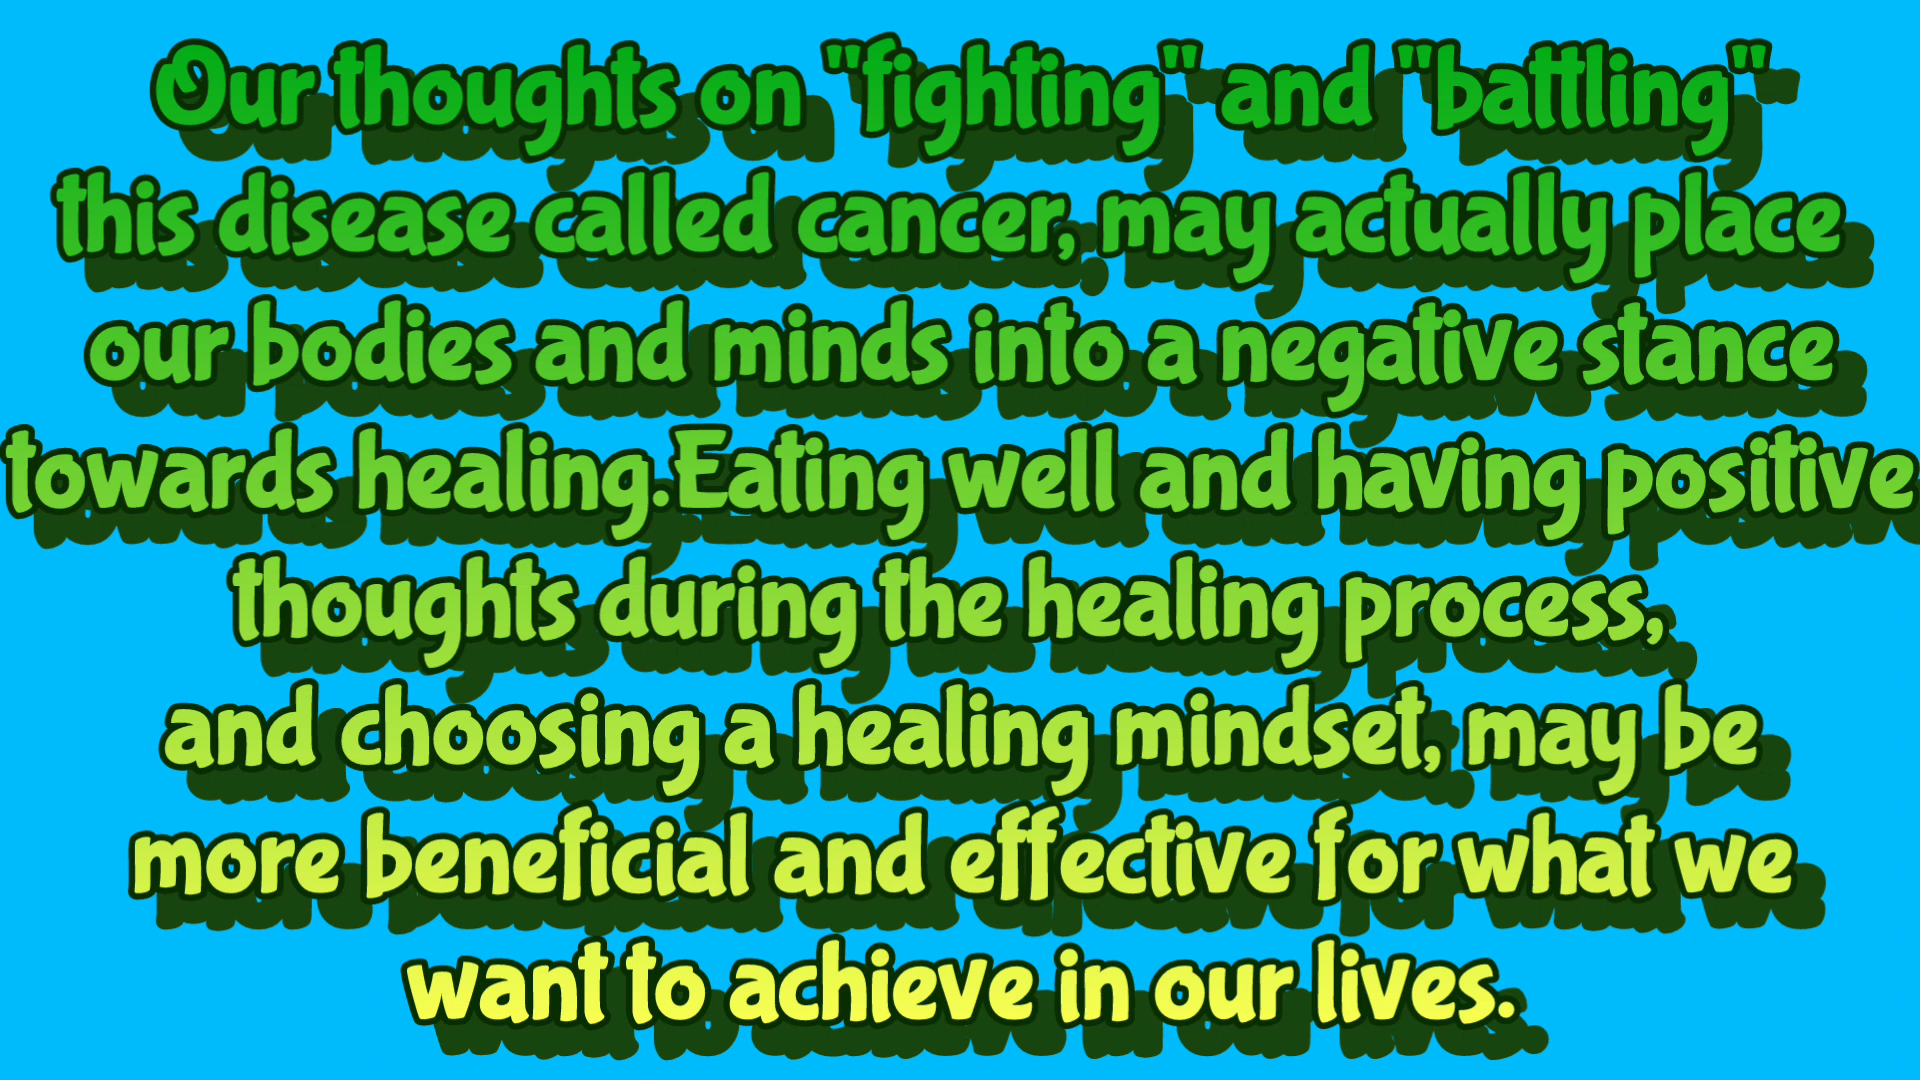 Our thoughts on "fighting" and "battling"
this disease called cancer, may actually place
our bodies and minds into a negative stance
towards healing.Eating well and having positive
thoughts during the healing process,
and choosing a healing mindset, may be
more beneficial and effective for what we
want to achieve in our lives.